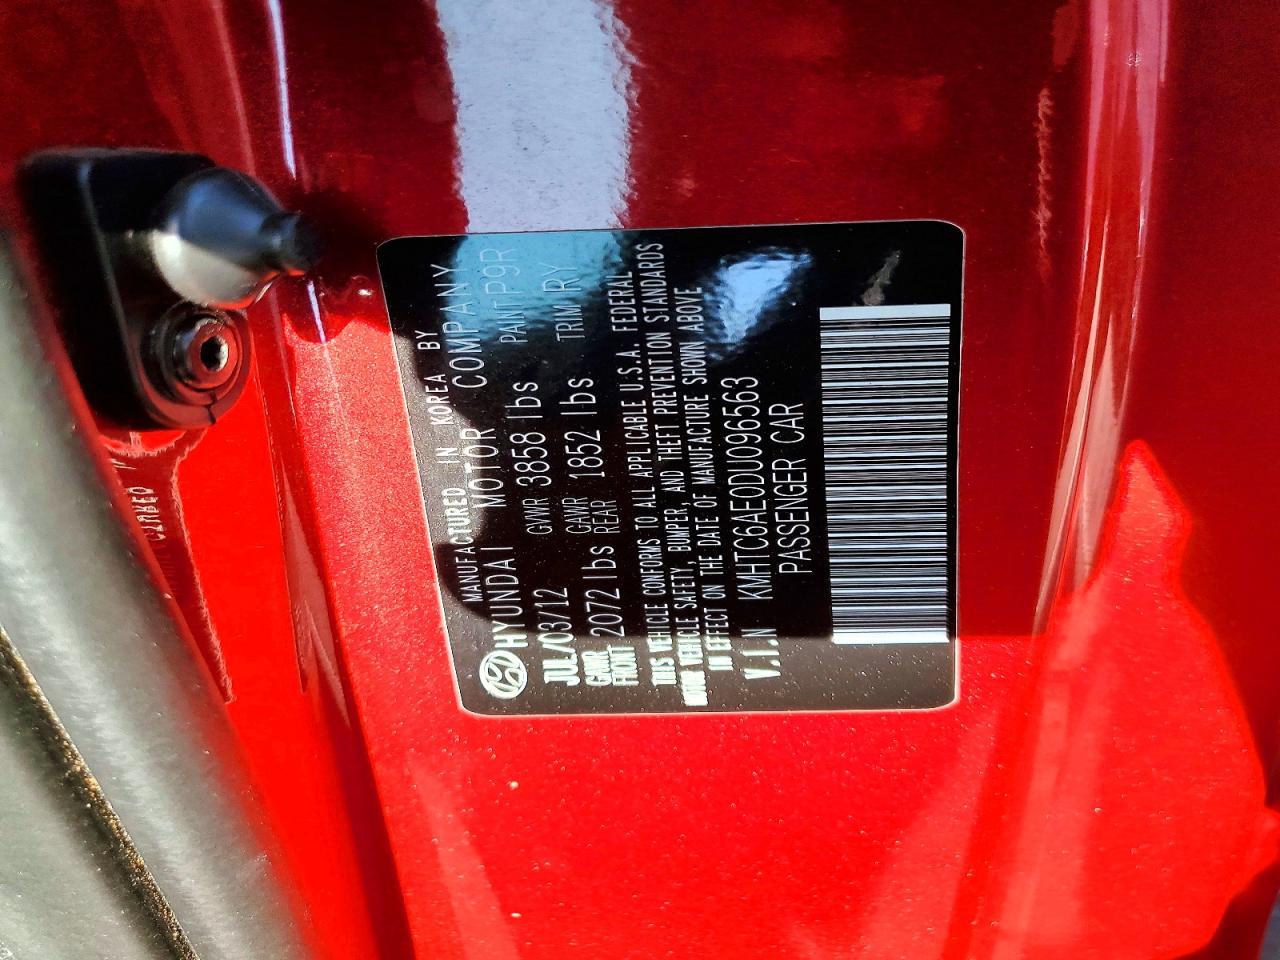 MANUFACTURED IN KOREA BY
HYUNDAI MOTOR COMPANY
JUL/03/12 GVWR 3858 lbs PAINT P9R
GAWR FRONT 2072 lbs GAWR REAR 1852 lbs TRIM RY
THIS VEHICLE CONFORMS TO ALL APPLICABLE U.S.A. FEDERAL
MOTOR VEHICLE SAFETY, BUMPER AND THEFT PREVENTION STANDARDS
IN EFFECT ON THE DATE OF MANUFACTURE SHOWN ABOVE
V.I.N KMHTC6AE0DU096563
PASSENGER CAR